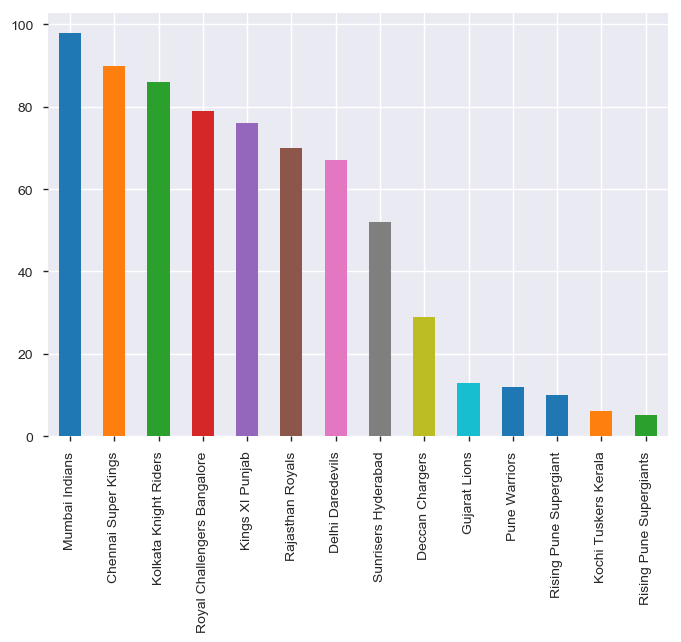 100
80
60
40
20
0
Mumbai Indians
Chennai Super Kings
Kolkata Knight Riders
Royal Challengers Bangalore
Kings XI Punjab
Rajasthan Royals
Delhi Daredevils
Sunrisers Hyderabad
Deccan Chargers
Gujarat Lions
Pune Warriors
Rising Pune Supergiant
Kochi Tuskers Kerala
Rising Pune Supergiants